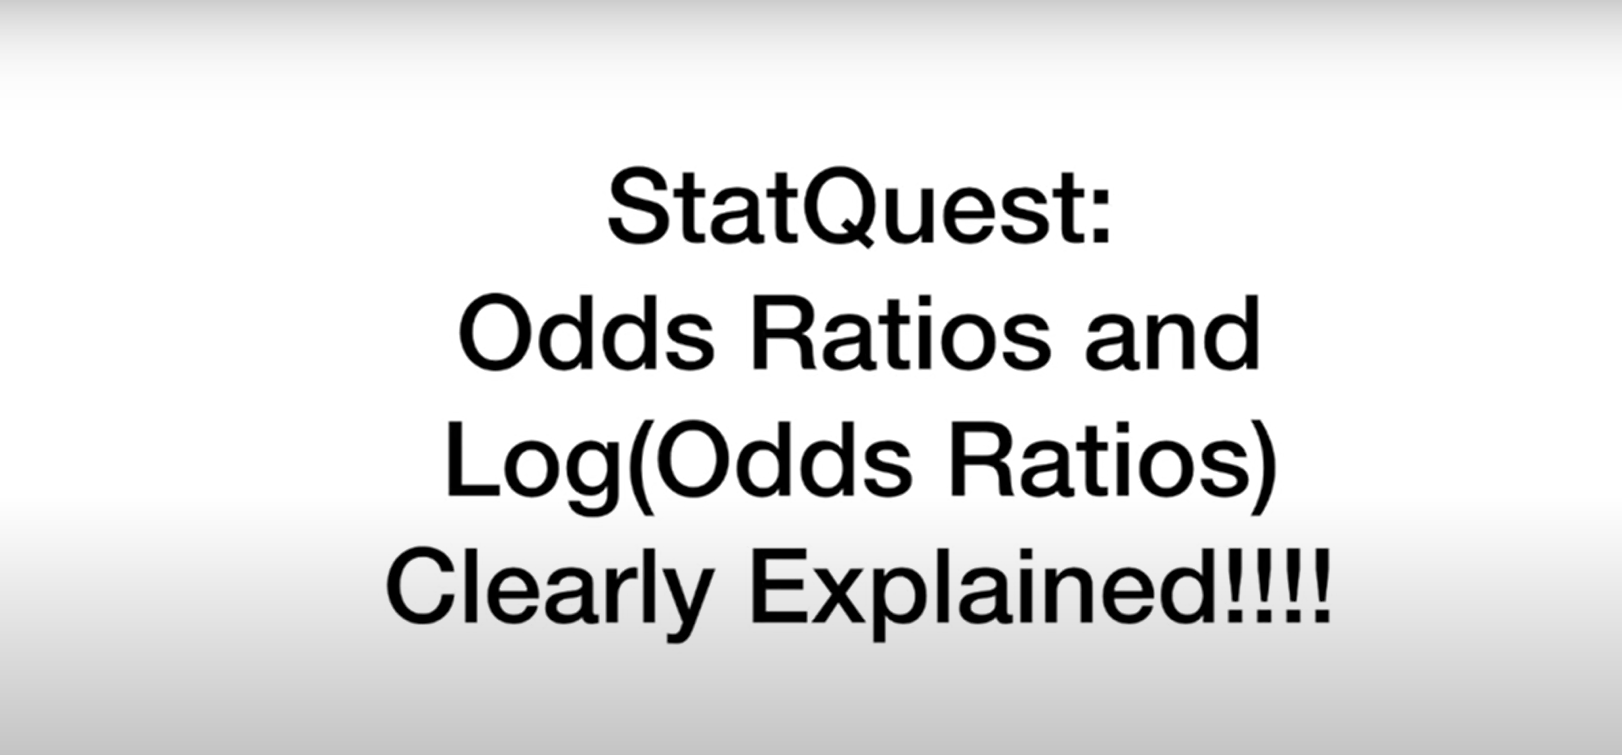 StatQuest:
Odds Ratios and
Log(Odds Ratios)
Clearly Explained!!!!